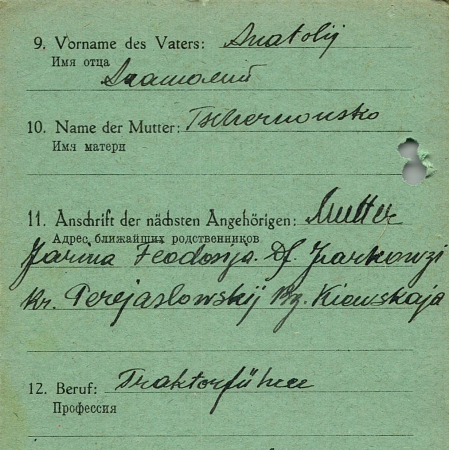 9. Vorname des Vaters: Anatolij
Имя отца
Анатолий
10. Name der Mutter: Tschernousko
Имя матери
11. Anschrift der nächsten Angehörigen: Mutter
Адрес ближайших родственников
Jarina Feodosja. Df. Jarkowzi
Kr. Perejaslowskij Bz. Kiewskaja
12. Beruf: Traktorführer
Профессия